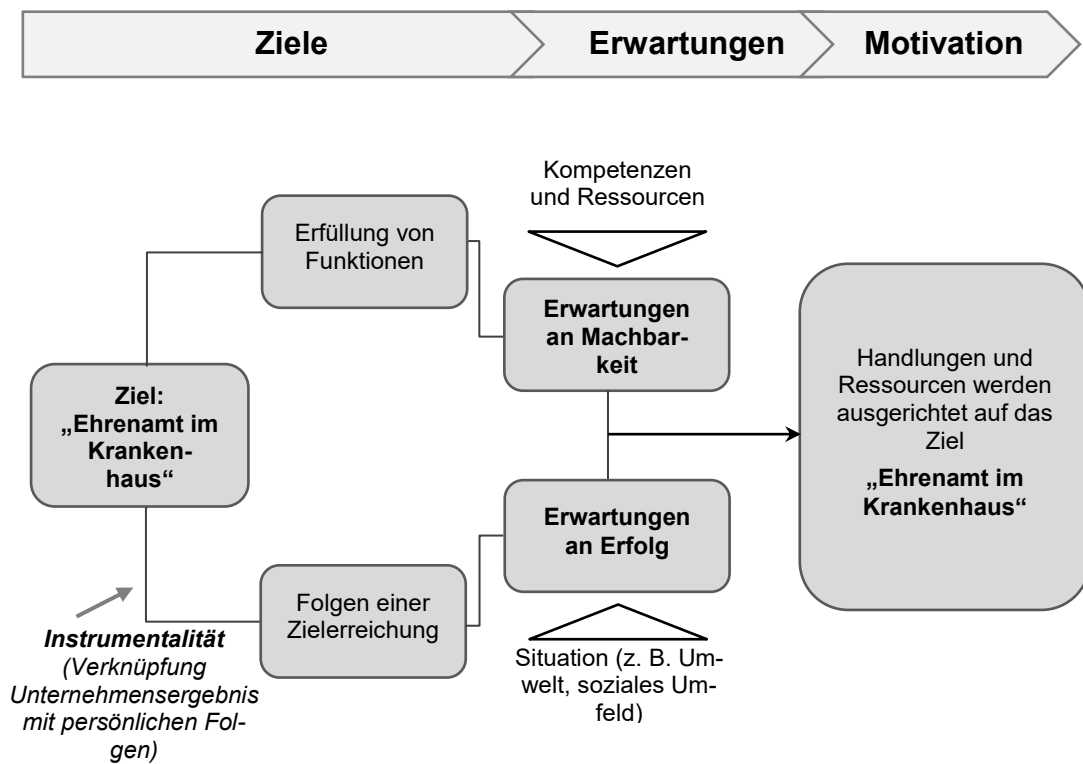 Ziele
Erwartungen
Motivation
Kompetenzen
und Ressourcen
Erfüllung von
Funktionen
Erwartungen
an Machbar-
keit
Ziel:
„Ehrenamt im
Kranken-
haus“
Handlungen und
Ressourcen werden
ausgerichtet auf das
Ziel
„Ehrenamt im
Krankenhaus“
Erwartungen
an Erfolg
Folgen einer
Zielerreichung
Instrumentalität
(Verknüpfung
Unternehmensergebnis
mit persönlichen Fol-
gen)
Situation (z. B. Um-
welt, soziales Um-
feld)